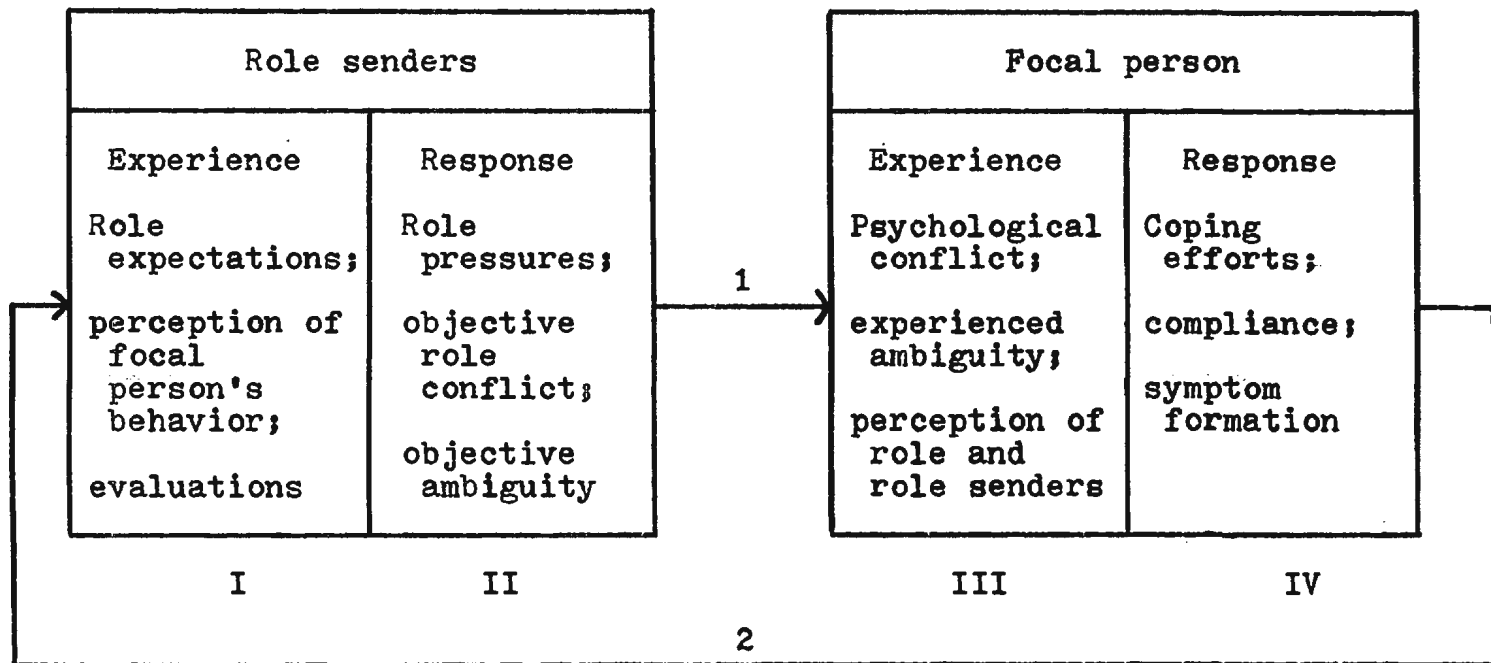 Role senders
Experience
Role
expectations;
perception of
focal
person's
behavior;
evaluations
Response
Role
pressures;
objective
role
conflict;
objective
ambiguity
1
Focal person
Experience
Psychological
conflict;
experienced
ambiguity;
perception of
role and
role senders
Response
Coping
efforts;
compliance;
symptom
formation
I
II
III
IV
2